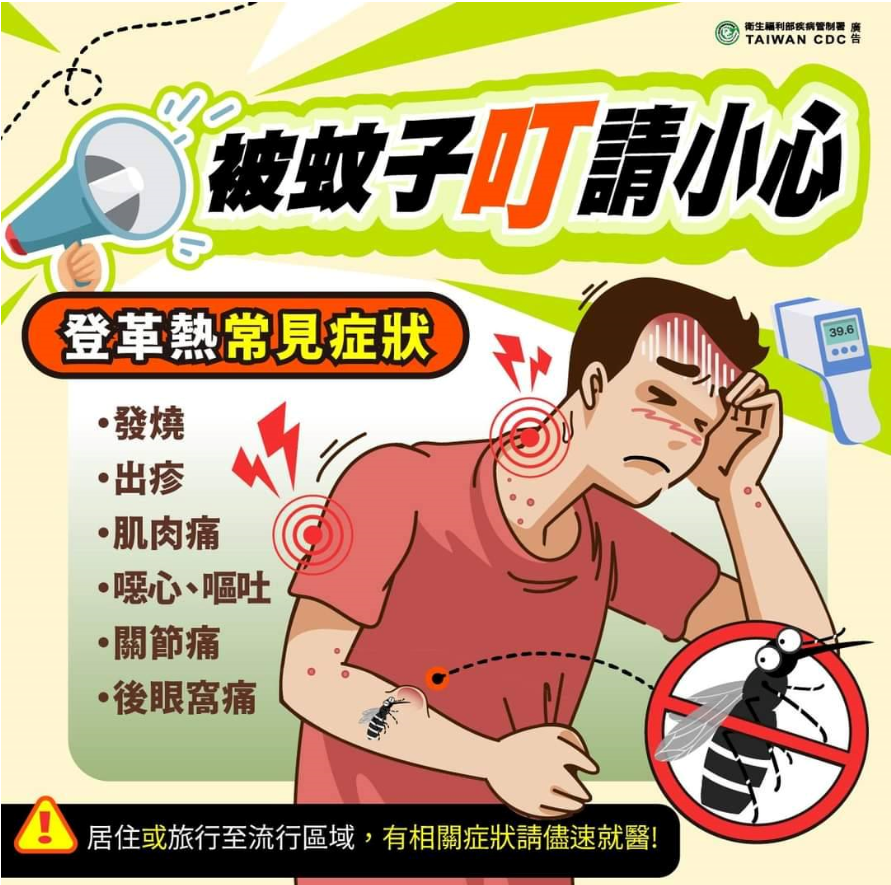 衛生福利部疾病管制署
TAIWAN CDC
廣告
被蚊子叮請小心
39.6
登革熱常見症狀
•發燒
•出疹
•肌肉痛
•噁心、嘔吐
•關節痛
•後眼窩痛
居住或旅行至流行區域，有相關症狀請儘速就醫!